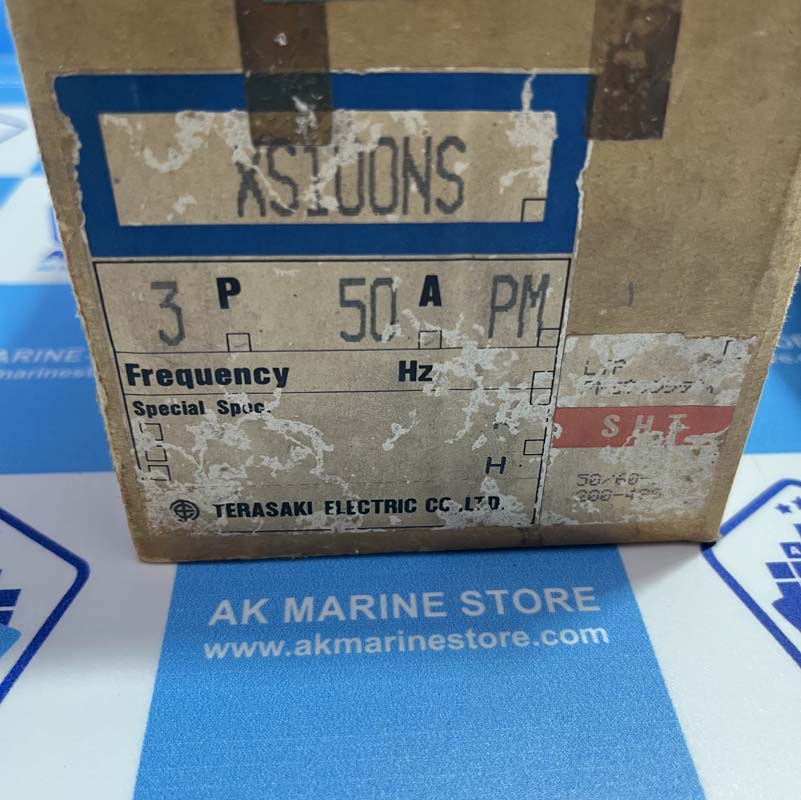 XS100NS
3 P 50 A PM
Frequency Hz
Special Spec.
H
TERASAKI ELECTRIC CO.,LTD.
SHT
50/60
AK MARINE STORE
www.akmarinestore.com